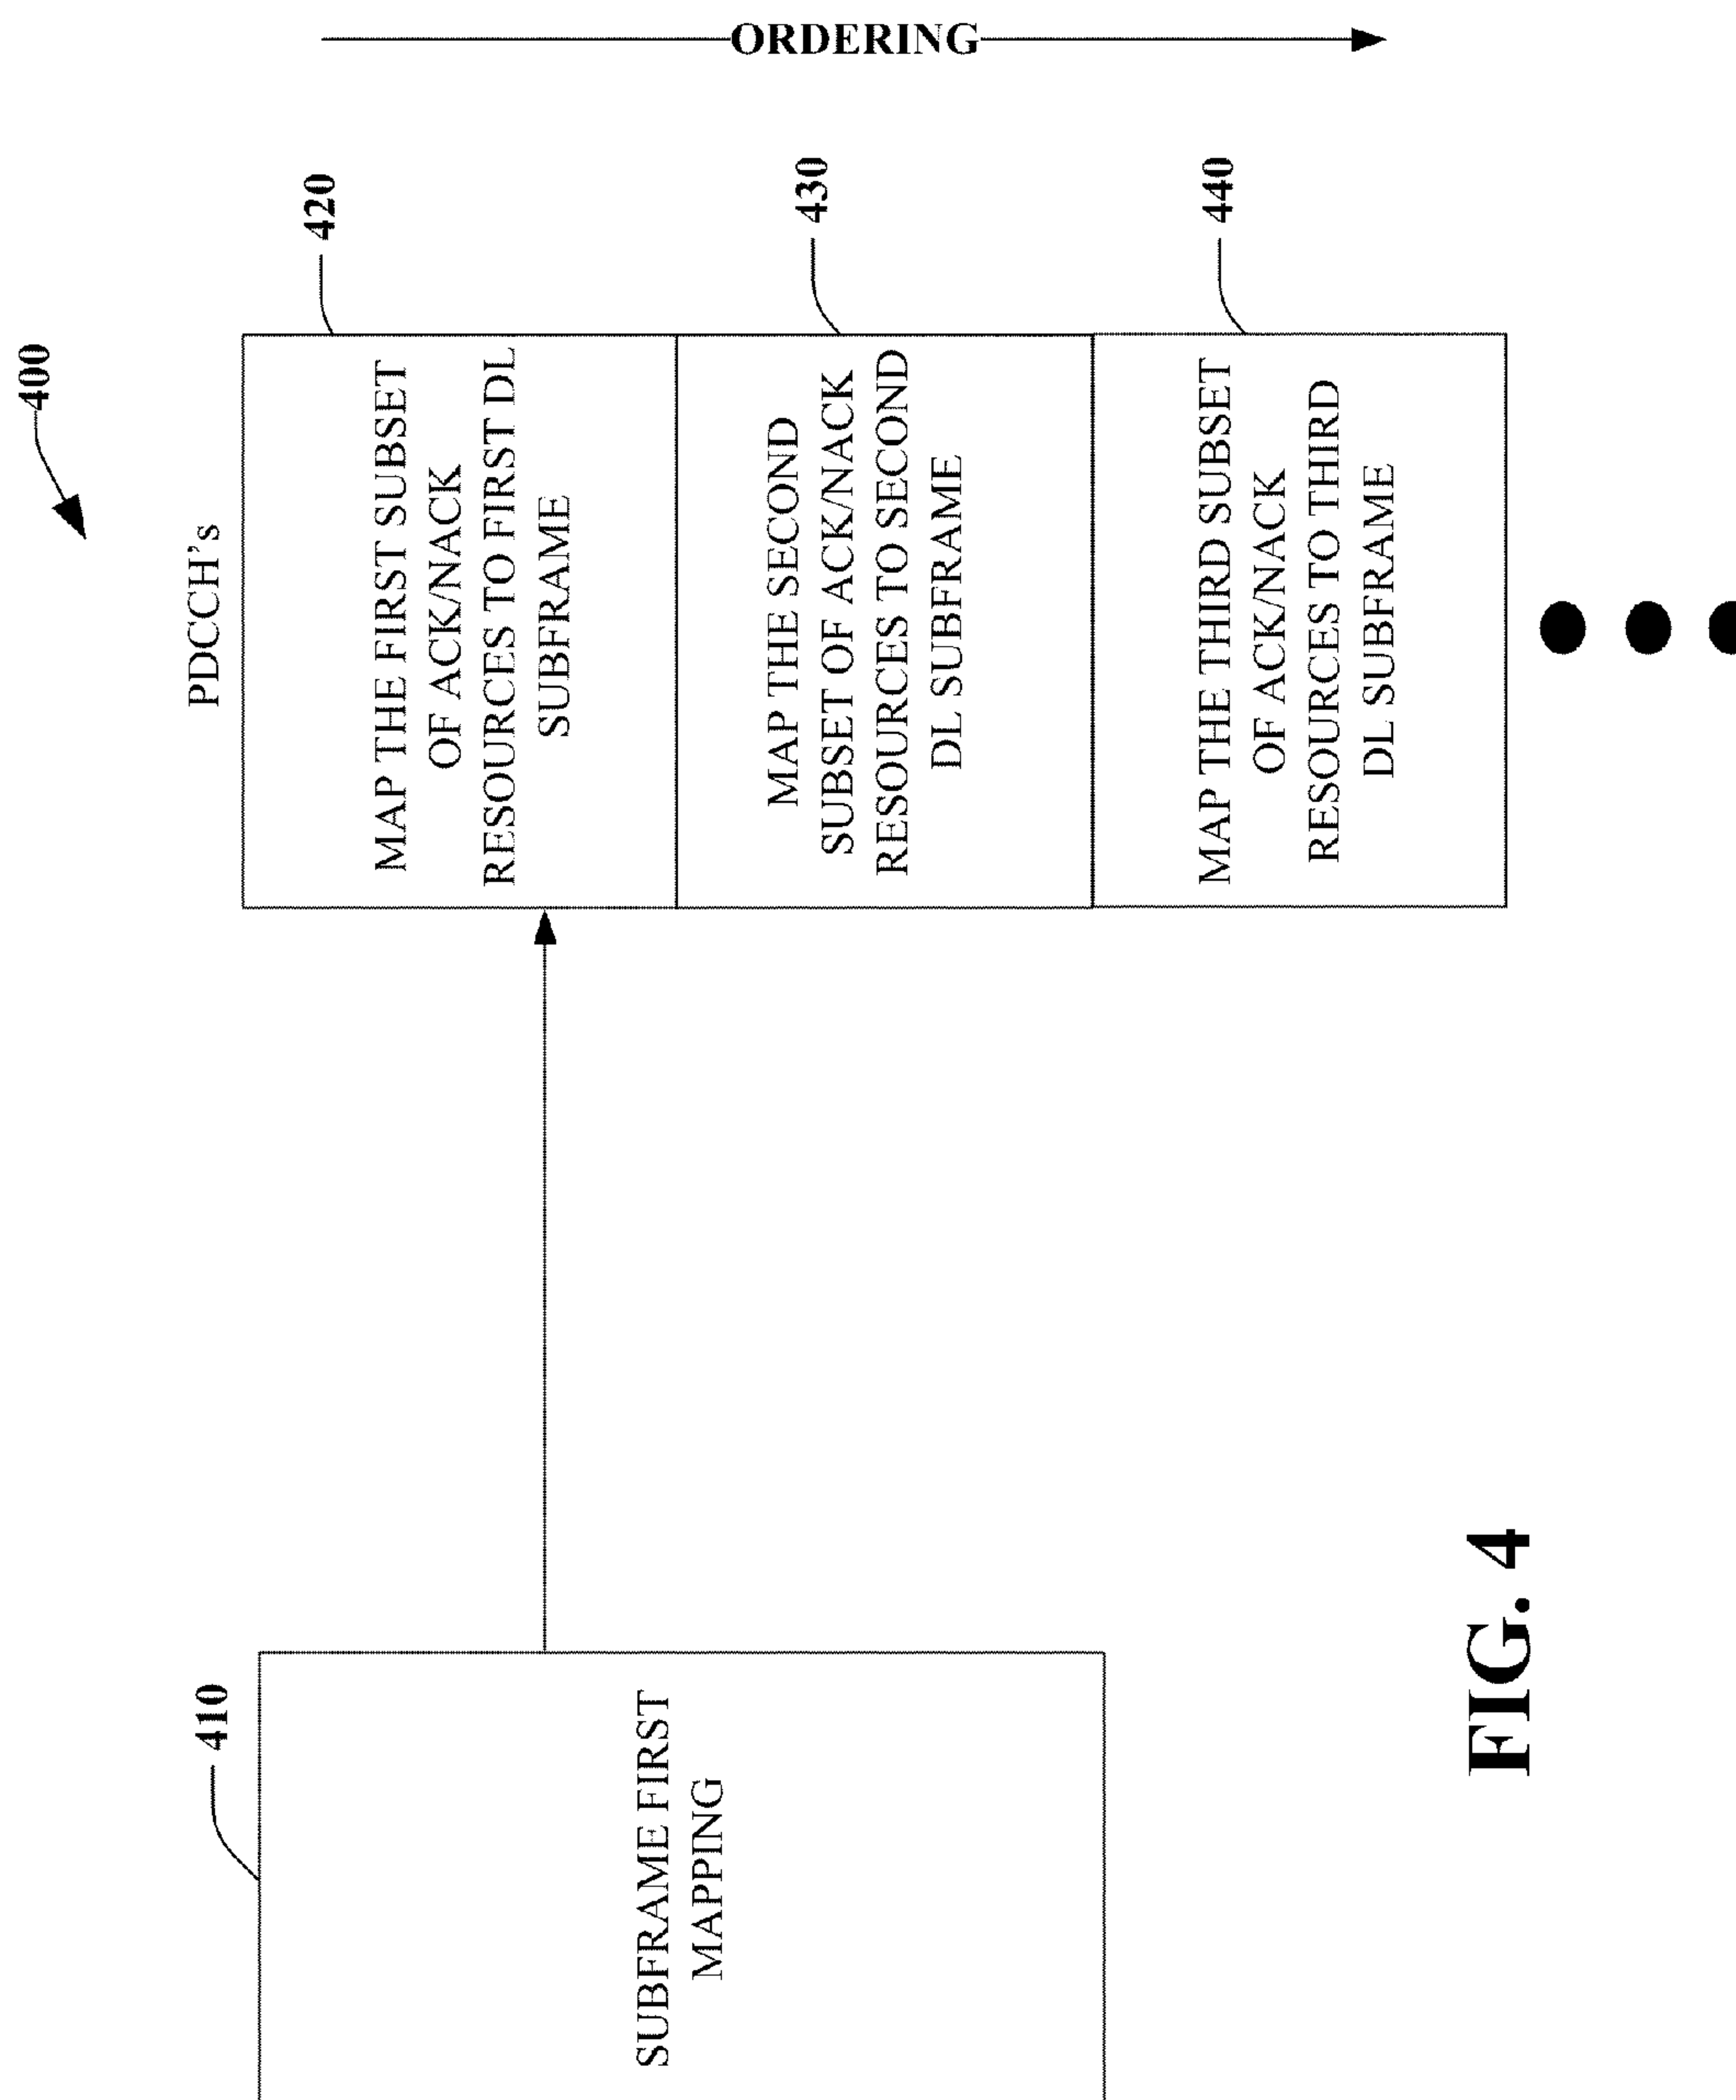 400
PDCCH's
410
SUBFRAME FIRST
MAPPING
420
MAP THE FIRST SUBSET
OF ACK/NACK
RESOURCES TO FIRST DL
SUBFRAME
430
MAP THE SECOND
SUBSET OF ACK/NACK
RESOURCES TO SECOND
DL SUBFRAME
440
MAP THE THIRD SUBSET
OF ACK/NACK
RESOURCES TO THIRD
DL SUBFRAME
ORDERING
FIG. 4